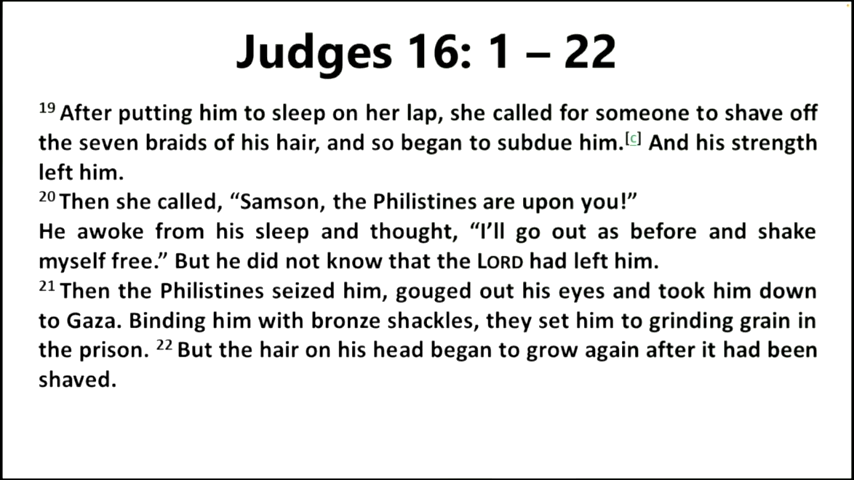 Judges 16: 1 – 22
19 After putting him to sleep on her lap, she called for someone to shave off
the seven braids of his hair, and so began to subdue him.[c] And his strength
left him.
20 Then she called, “Samson, the Philistines are upon you!”
He awoke from his sleep and thought, “I’ll go out as before and shake
myself free.” But he did not know that the LORD had left him.
21 Then the Philistines seized him, gouged out his eyes and took him down
to Gaza. Binding him with bronze shackles, they set him to grinding grain in
the prison. 22 But the hair on his head began to grow again after it had been
shaved.